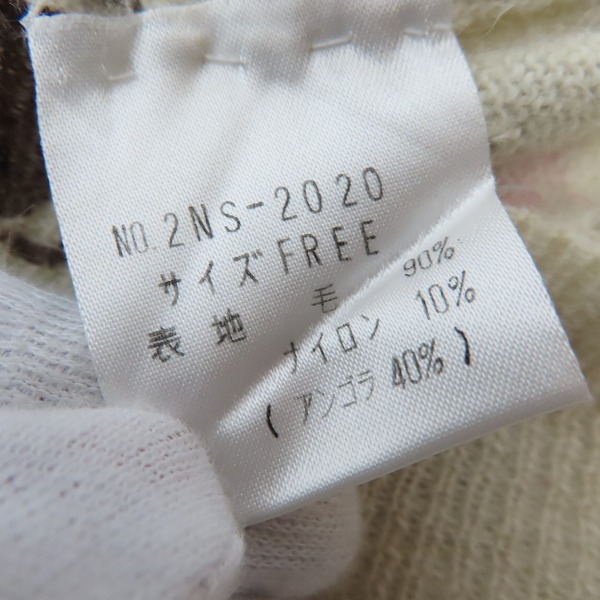 NO.2NS-2020
サイズFREE
表地 毛 90%
ナイロン 10%
(アンゴラ 40%)